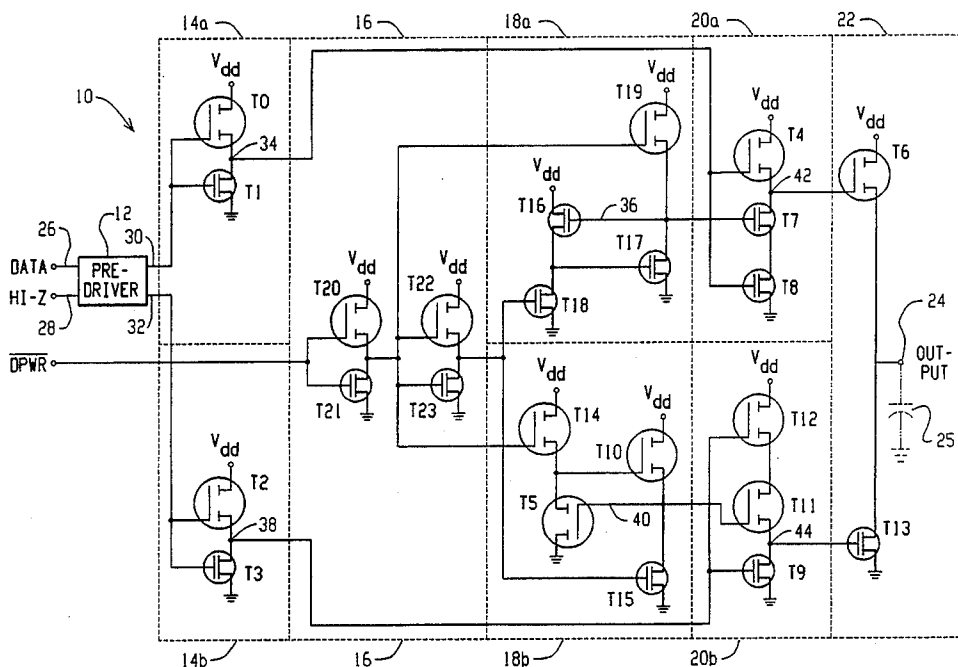 14a
16
18a
20a
22
10
Vdd
T0
34
T1
Vdd
T19
Vdd
T4
42
Vdd
T6
Vdd
T16
36
T7
T17
T18
T8
26
12
30
DATA
PRE-
DRIVER
HI-Z
28
32
DPWR
Vdd
T20
Vdd
T22
T21
T23
24
OUT-
PUT
25
Vdd
T14
Vdd
T10
Vdd
T12
T5
40
T11
44
T13
Vdd
T2
38
T3
T15
T9
14b
16
18b
20b